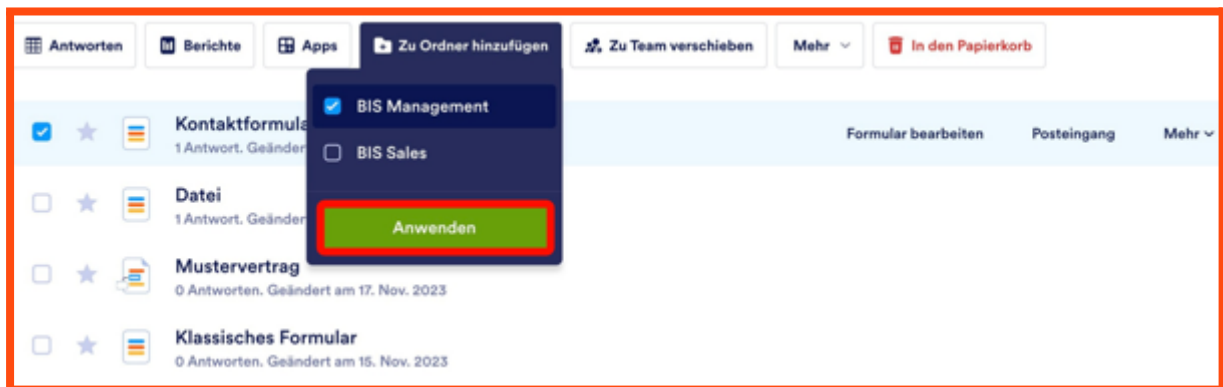 Antworten Berichte Apps Zu Ordner hinzufügen Zu Team verschieben Mehr In den Papierkorb
BIS Management
BIS Sales
Anwenden
Kontaktformula Formular bearbeiten Posteingang Mehr
1 Antwort. Geänder
Datei
1 Antwort. Geänder
Mustervertrag
0 Antworten. Geändert am 17. Nov. 2023
Klassisches Formular
0 Antworten. Geändert am 15. Nov. 2023